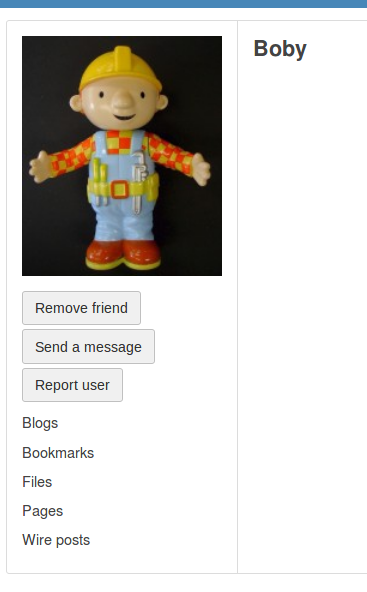 Boby
Remove friend
Send a message
Report user
Blogs
Bookmarks
Files
Pages
Wire posts